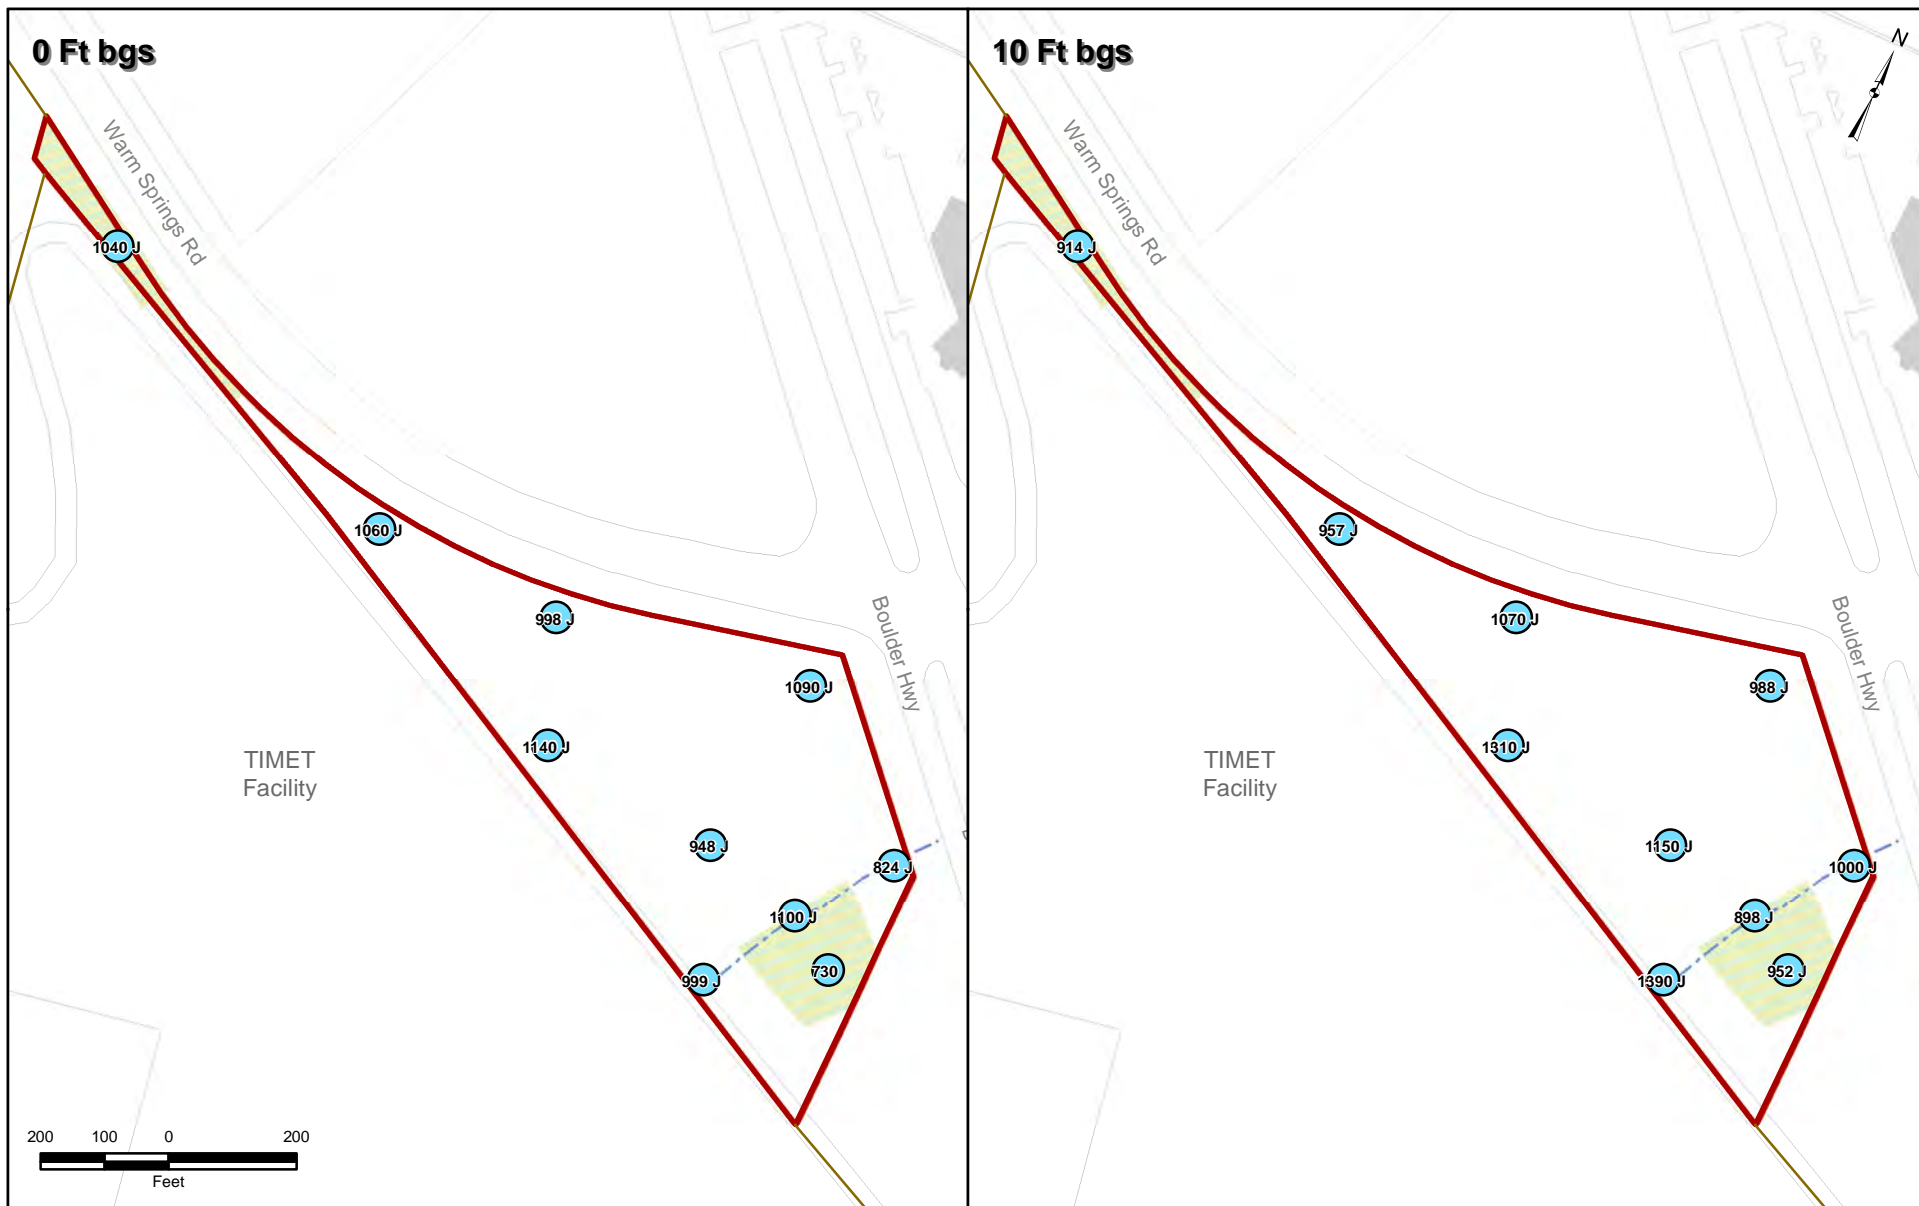 0 Ft bgs
Warm Springs Rd
1040 J
1060 J
998 J
1090 J
Boulder Hwy
1140 J
TIMET
Facility
948 J
824 J
1100 J
730
999 J
200 100 0 200
Feet
10 Ft bgs
N
Warm Springs Rd
914 J
957 J
1070 J
988 J
Boulder Hwy
1310 J
TIMET
Facility
1150 J
1000 J
898 J
952 J
1390 J